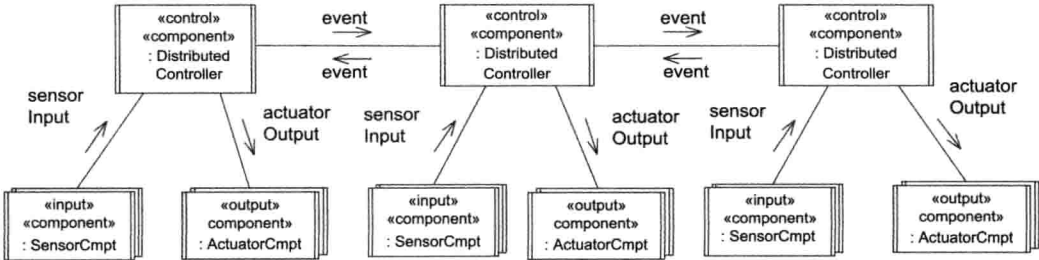 «control»
«component»
: Distributed
Controller
event
event
«control»
«component»
: Distributed
Controller
event
event
«control»
«component»
: Distributed
Controller
sensor
Input
actuator
Output
sensor
Input
actuator
Output
sensor
Input
actuator
Output
«input»
«component»
: SensorCmpt
«output»
component»
: ActuatorCmpt
«input»
«component»
: SensorCmpt
«output»
component»
: ActuatorCmpt
«input»
«component»
: SensorCmpt
«output»
component»
: ActuatorCmpt